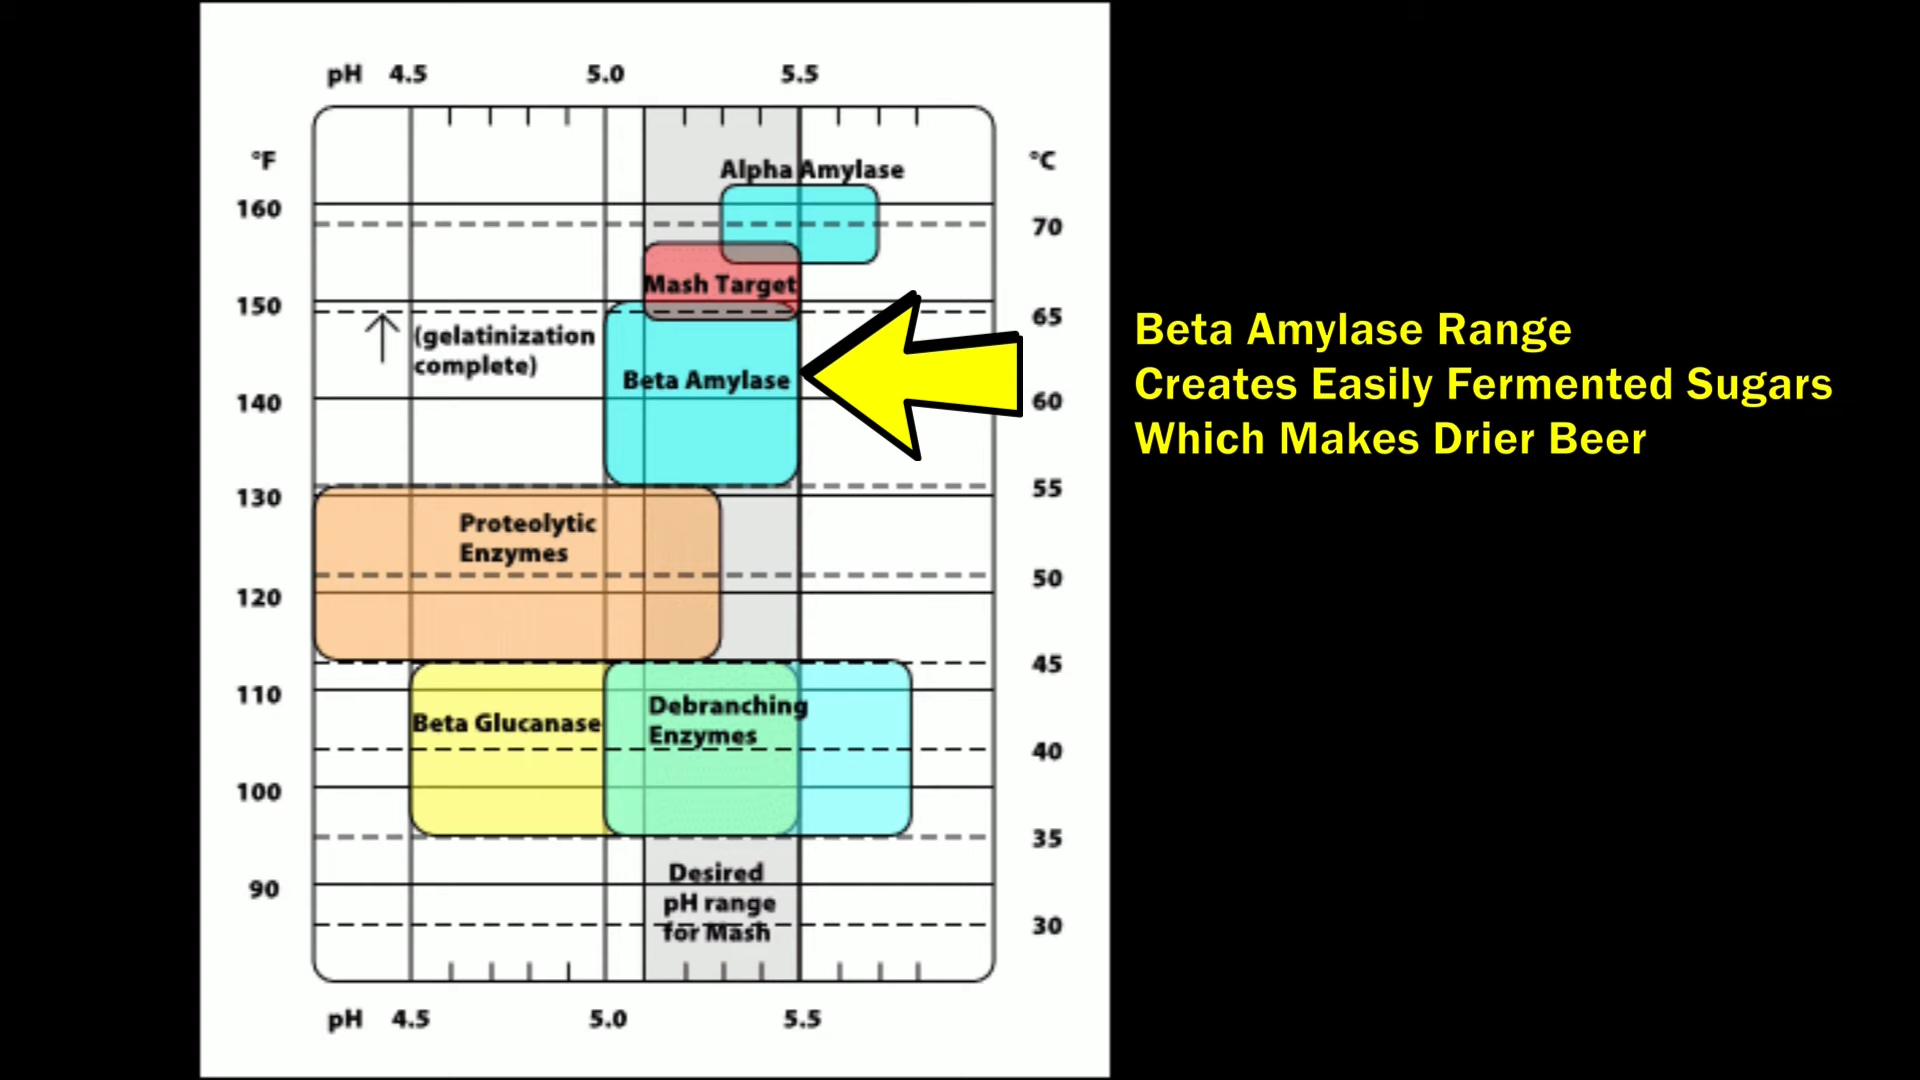 pH 4.5 5.0 5.5
°F °C
Alpha Amylase
160
70
Mash Target
150
65
(gelatinization
complete)
Beta Amylase
140
60
130
55
Proteolytic
Enzymes
50
120
45
110
Beta Glucanase
Debranching
Enzymes
40
100
35
Desired
pH range
for Mash
90
30
pH 4.5 5.0 5.5
Beta Amylase Range
Creates Easily Fermented Sugars
Which Makes Drier Beer